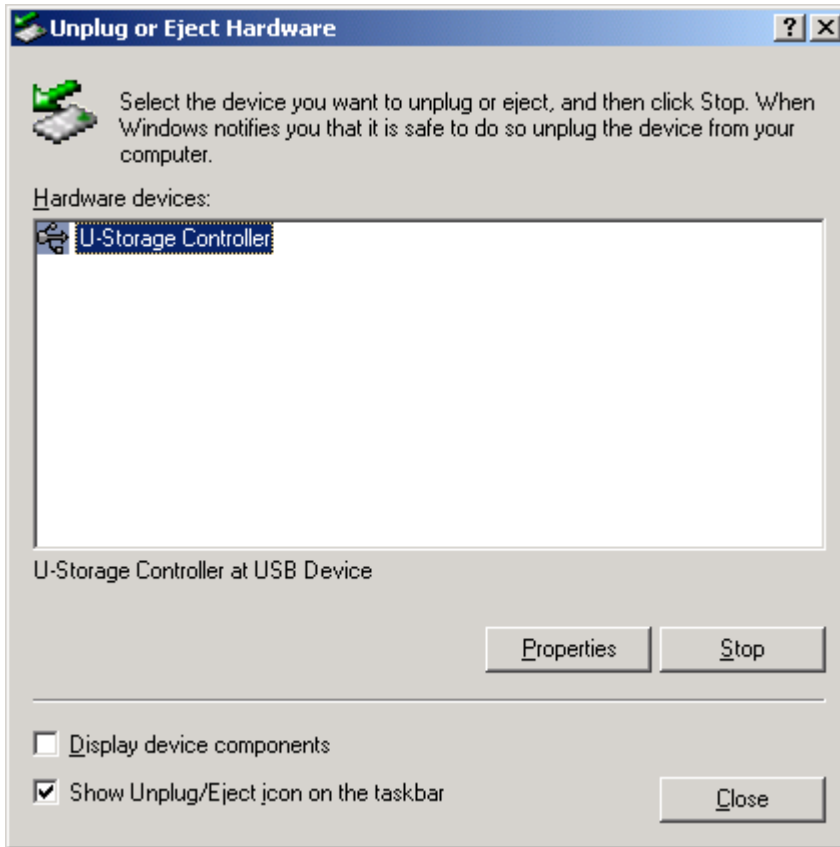 Unplug or Eject Hardware
Select the device you want to unplug or eject, and then click Stop. When
Windows notifies you that it is safe to do so unplug the device from your
computer.
Hardware devices:
U-Storage Controller
U-Storage Controller at USB Device
Properties
Stop
Display device components
Show Unplug/Eject icon on the taskbar
Close